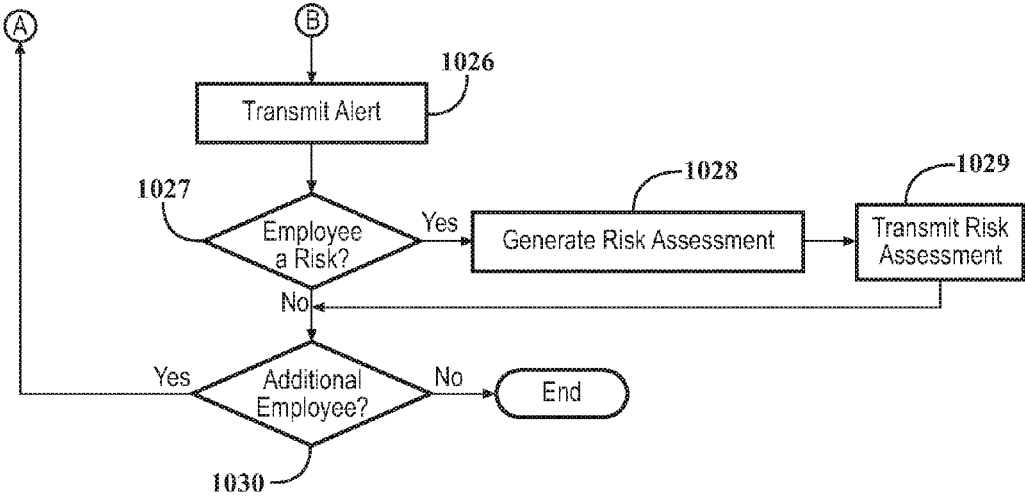 A
B
1026
Transmit Alert
1027
Employee
a Risk?
Yes
1028
Generate Risk Assessment
1029
Transmit Risk
Assessment
No
Yes
Additional
Employee?
No
End
1030